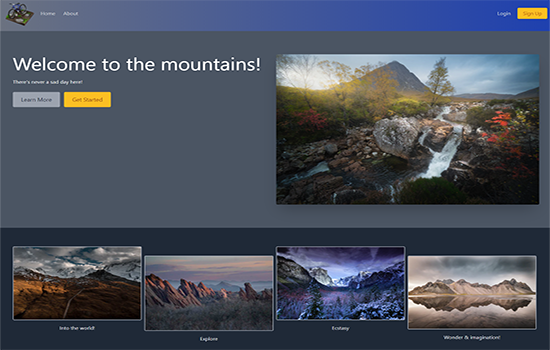 Home About
Login Sign Up
Welcome to the mountains!
There's never a sad day here!
Learn More Get Started
Into the world!
Explore
Ecstasy
Wonder & Imagination!